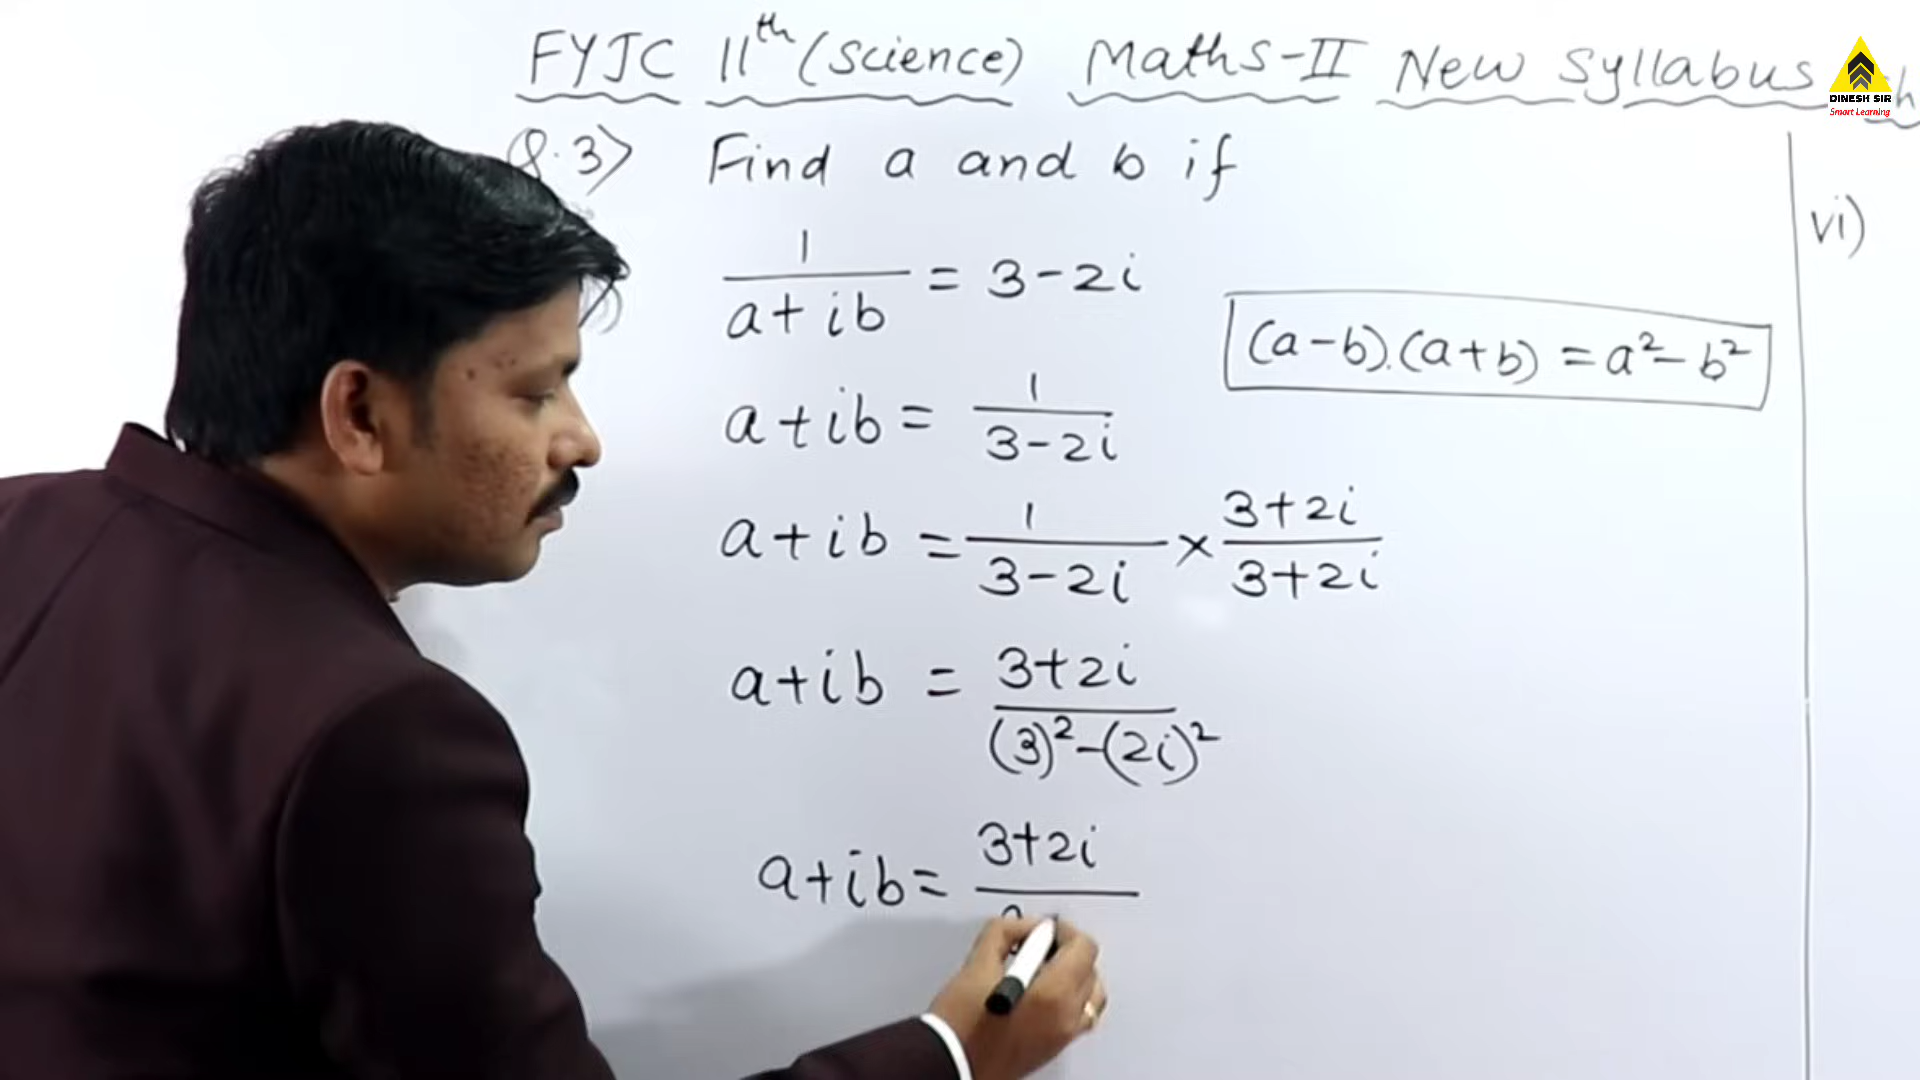 FYJC 11th (Science) Maths-II New Syllabus
DINESH SIR
Smart Learning
Q.3) Find a and b if
1/(a+ib) = 3-2i
vi)
(a-b).(a+b) = a²-b²
a+ib = 1/(3-2i)
a+ib = 1/(3-2i) × (3+2i)/(3+2i)
a+ib = (3+2i)/((3)²-(2i)²)
a+ib = 3+2i